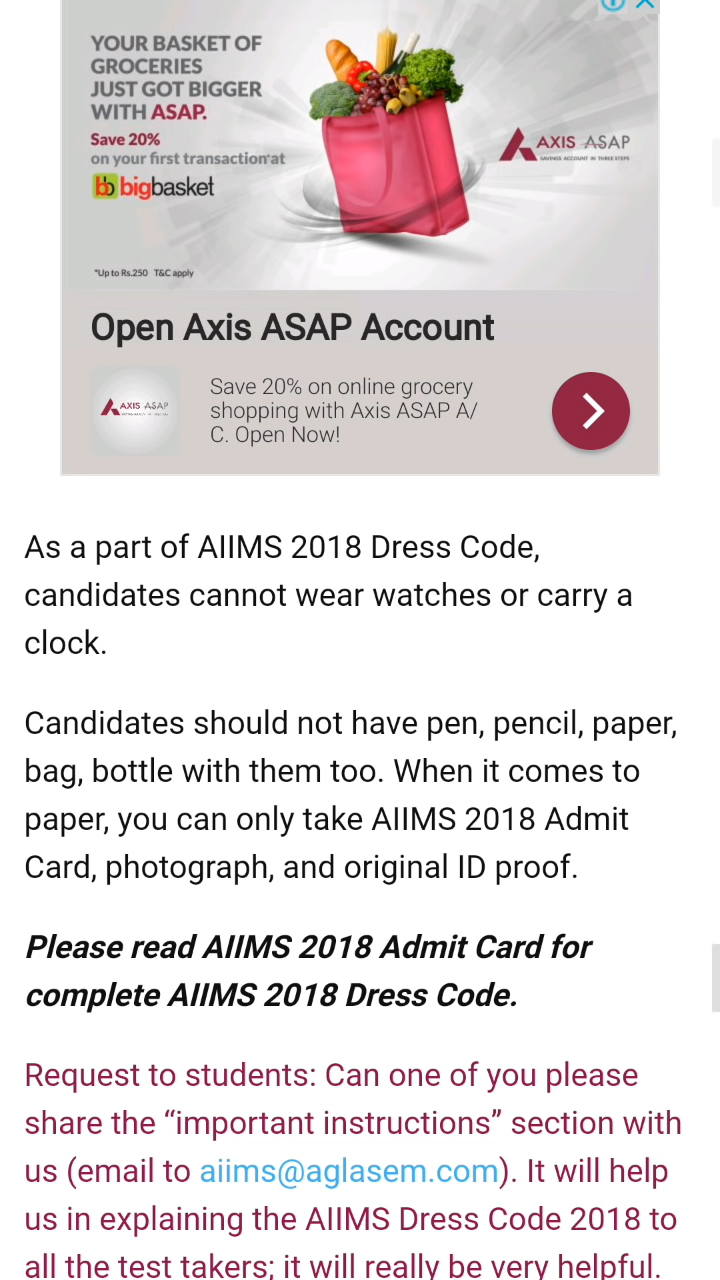 YOUR BASKET OF
GROCERIES
JUST GOT BIGGER
WITH ASAP.
Save 20%
on your first transaction*at
bb bigbasket
*Up to Rs.250 T&C apply
AXIS ASAP
SAVINGS ACCOUNT IN THREE STEPS
Open Axis ASAP Account
AXIS ASAP
Save 20% on online grocery
shopping with Axis ASAP A/
C. Open Now!
As a part of AIIMS 2018 Dress Code,
candidates cannot wear watches or carry a
clock.
Candidates should not have pen, pencil, paper,
bag, bottle with them too. When it comes to
paper, you can only take AIIMS 2018 Admit
Card, photograph, and original ID proof.
Please read AIIMS 2018 Admit Card for
complete AIIMS 2018 Dress Code.
Request to students: Can one of you please
share the “important instructions” section with
us (email to aiims@aglasem.com). It will help
us in explaining the AIIMS Dress Code 2018 to
all the test takers; it will really be very helpful.